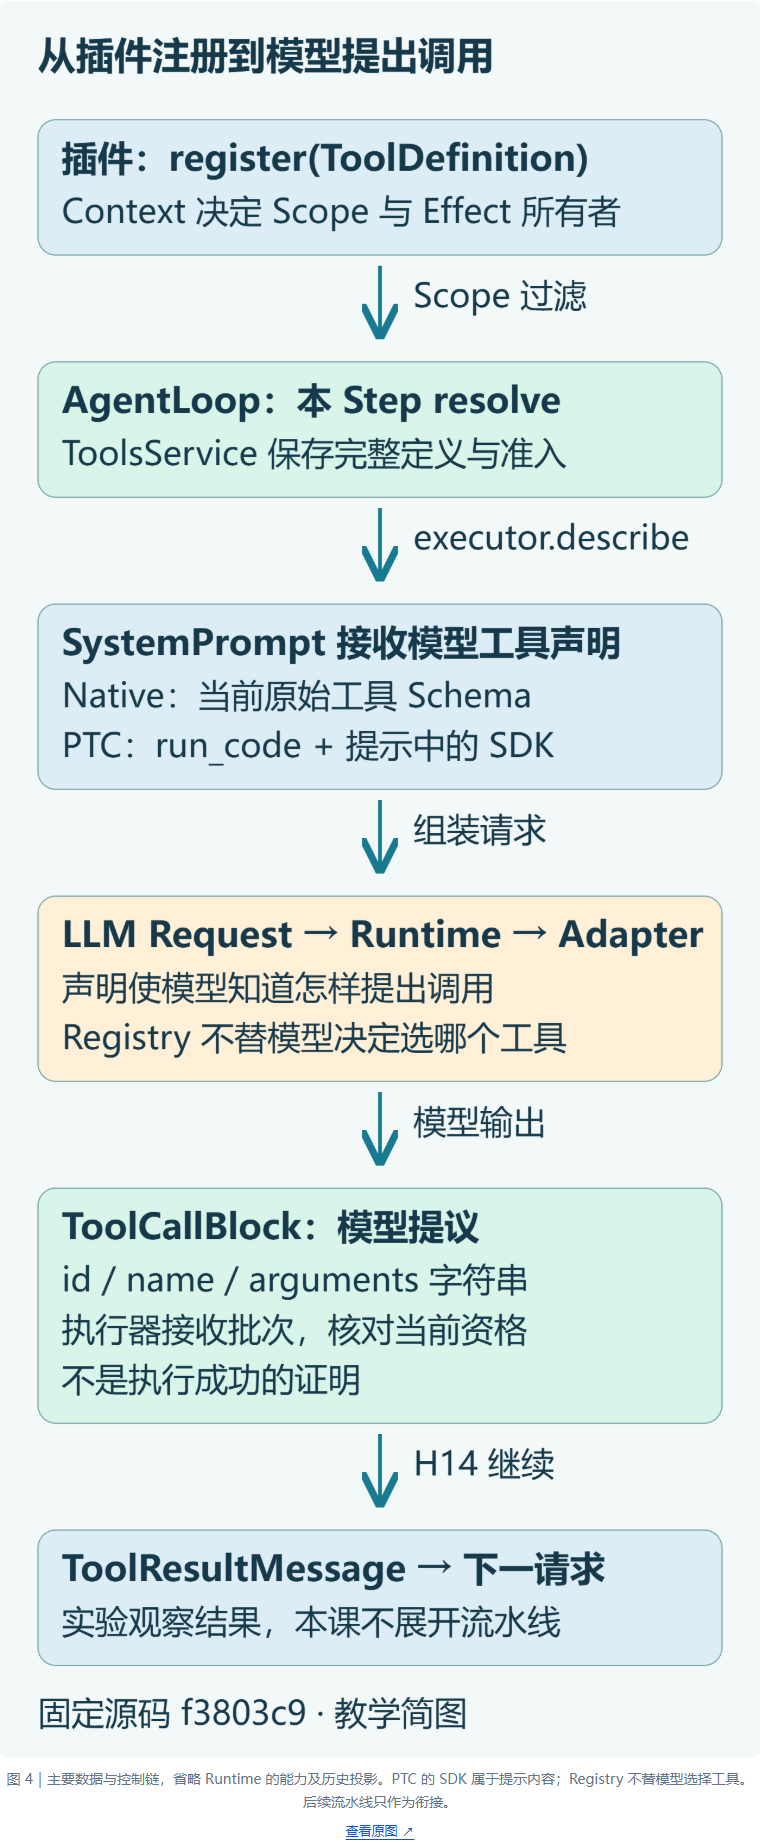 从插件注册到模型提出调用
插件：register(ToolDefinition)
Context 决定 Scope 与 Effect 所有者
Scope 过滤
AgentLoop：本 Step resolve
ToolsService 保存完整定义与准入
executor.describe
SystemPrompt 接收模型工具声明
Native：当前原始工具 Schema
PTC：run_code + 提示中的 SDK
组装请求
LLM Request → Runtime → Adapter
声明使模型知道怎样提出调用
Registry 不替模型决定选哪个工具
模型输出
ToolCallBlock：模型提议
id / name / arguments 字符串
执行器接收批次，核对当前资格
不是执行成功的证明
H14 继续
ToolResultMessage → 下一请求
实验观察结果，本课不展开流水线
固定源码 f3803c9 · 教学简图
图 4 | 主要数据与控制链，省略 Runtime 的能力及历史投影。PTC 的 SDK 属于提示内容；Registry 不替模型选择工具。
后续流水线只作为衔接。
查看原图 ↗